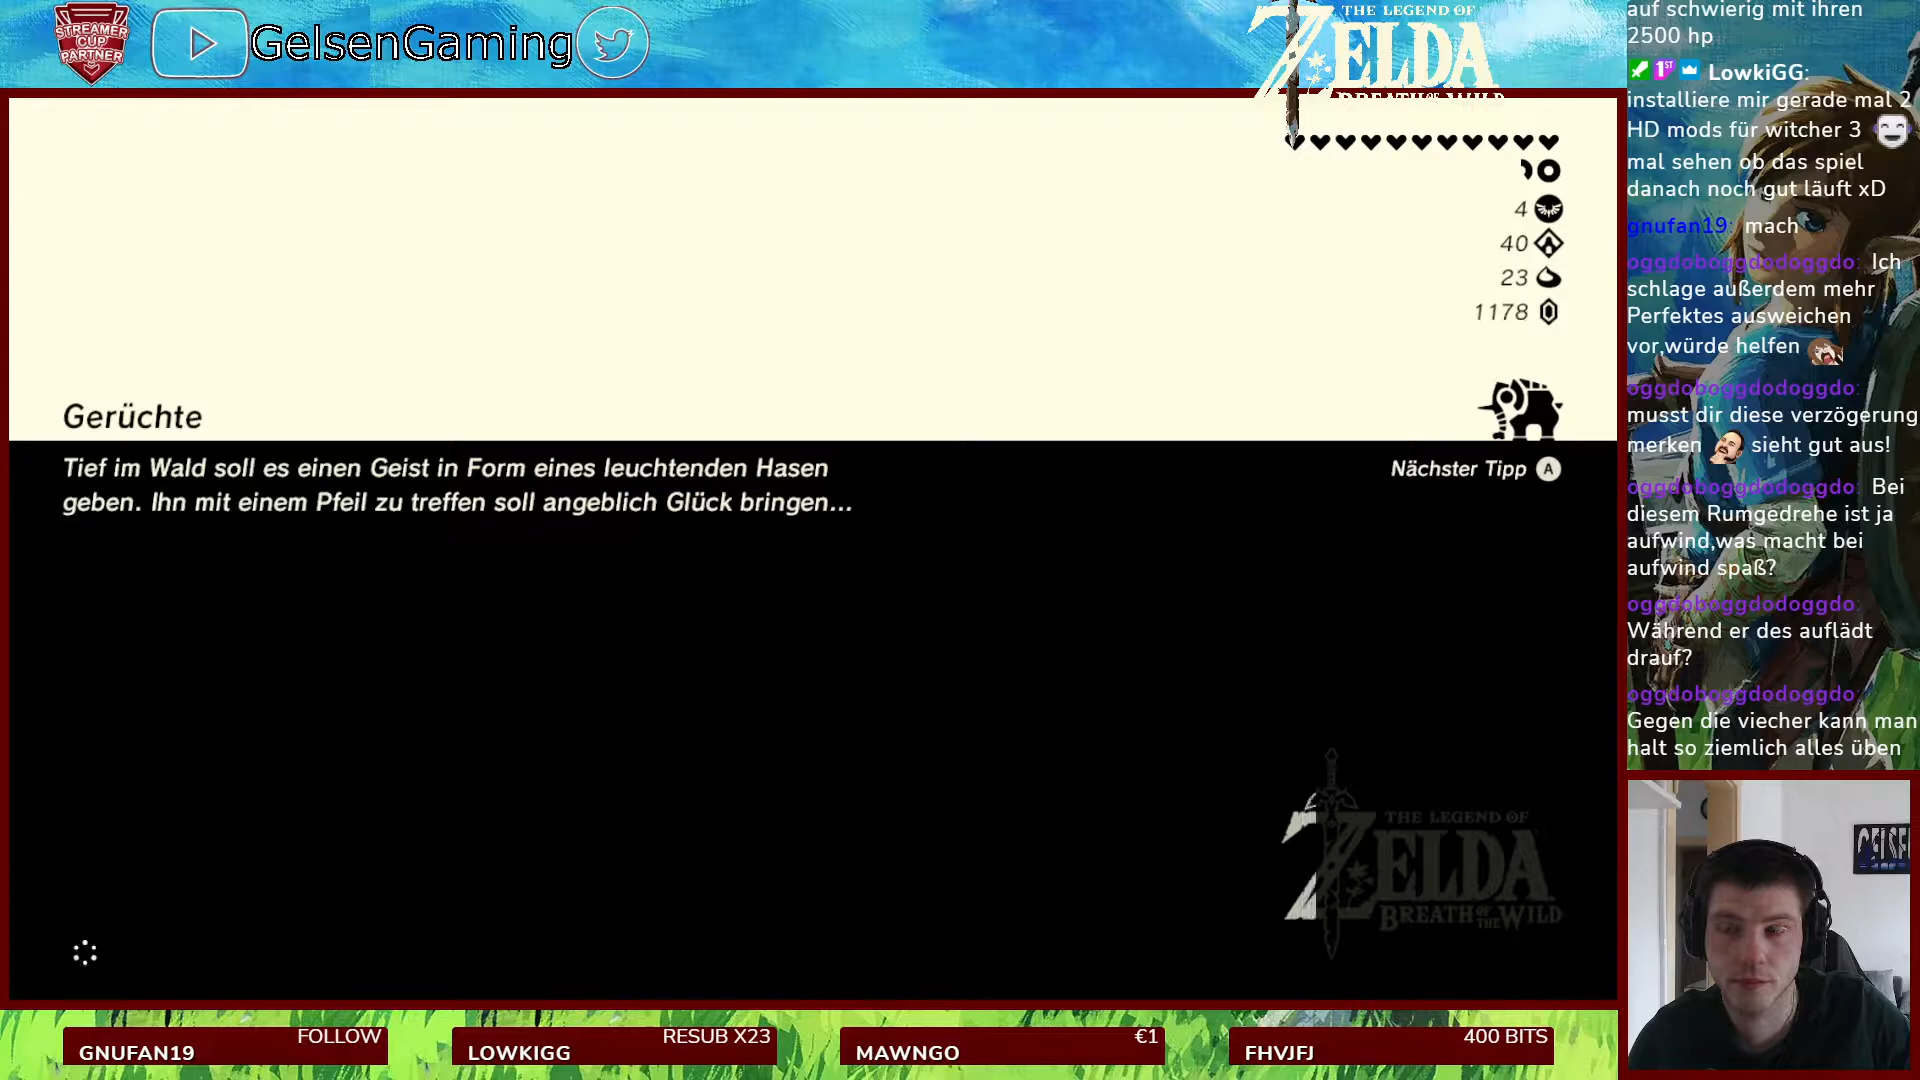 STREAMER
CUP
PARTNER
GelsenGaming
THE LEGEND OF
ZELDA
BREATH OF THE WILD
4
40
23
1178
Gerüchte
Tief im Wald soll es einen Geist in Form eines leuchtenden Hasen
geben. Ihn mit einem Pfeil zu treffen soll angeblich Glück bringen...
Nächster Tipp A
THE LEGEND OF
ZELDA
BREATH OF THE WILD
auf schwierig mit ihren
2500 hp
1ST LowkiGG:
installiere mir gerade mal 2
HD mods für witcher 3
mal sehen ob das spiel
danach noch gut läuft xD
gnufan19: mach
oggdoboggdodoggdo: Ich
schlage außerdem mehr
Perfektes ausweichen
vor,würde helfen
oggdoboggdodoggdo:
musst dir diese verzögerung
merken sieht gut aus!
oggdoboggdodoggdo: Bei
diesem Rumgedrehe ist ja
aufwind,was macht bei
aufwind spaß?
oggdoboggdodoggdo:
Während er des auflädt
drauf?
oggdoboggdodoggdo:
Gegen die viecher kann man
halt so ziemlich alles üben
GELSE
FOLLOW
GNUFAN19
RESUB X23
LOWKIGG
€1
MAWNGO
400 BITS
FHVJFJ